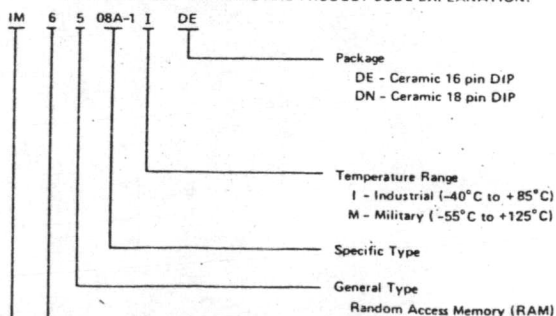 IM 6 5 08A-1 I DE
Package
DE - Ceramic 16 pin DIP
DN - Ceramic 18 pin DIP
Temperature Range
I - Industrial (-40°C to +85°C)
M - Military (-55°C to +125°C)
Specific Type
General Type
Random Access Memory (RAM)